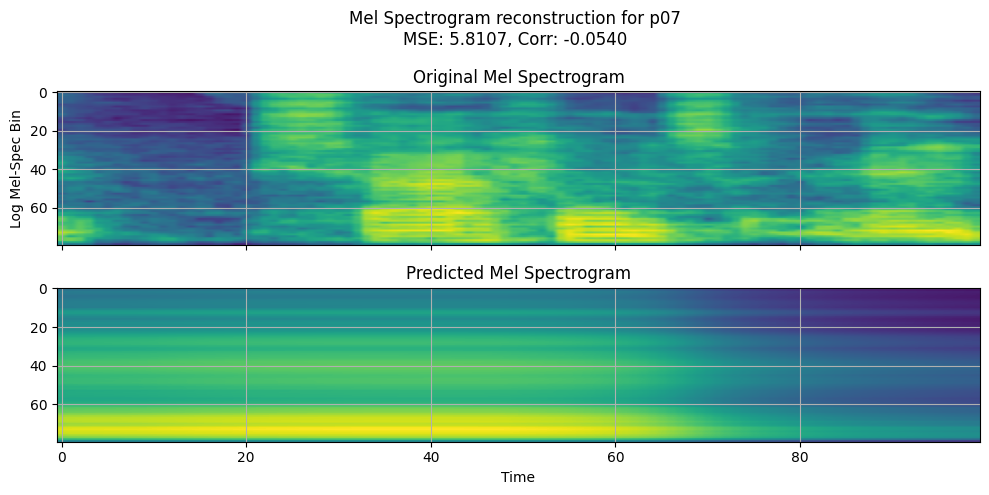 Mel Spectrogram reconstruction for p07
MSE: 5.8107, Corr: -0.0540
Original Mel Spectrogram
0
20
40
60
Log Mel-Spec Bin
Predicted Mel Spectrogram
0
20
40
60
0 20 40 60 80
Time